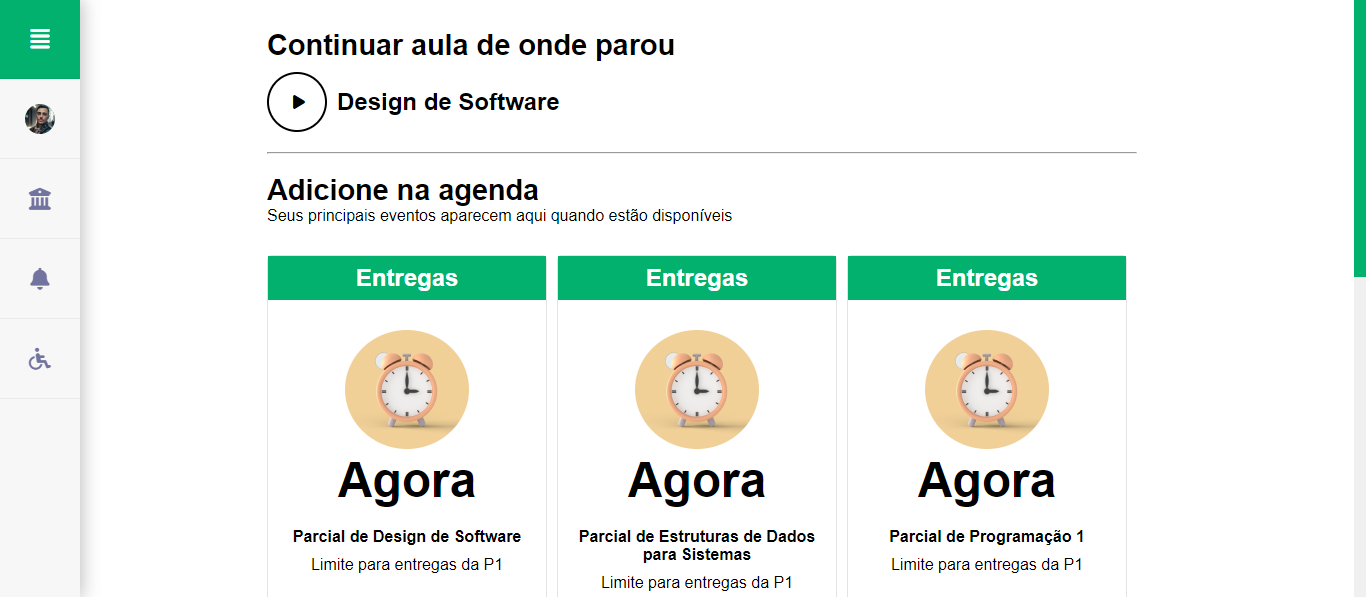 Continuar aula de onde parou
Design de Software
Adicione na agenda
Seus principais eventos aparecem aqui quando estão disponíveis
Entregas
Entregas
Entregas
Agora
Agora
Agora
Parcial de Design de Software
Limite para entregas da P1
Parcial de Estruturas de Dados
para Sistemas
Limite para entregas da P1
Parcial de Programação 1
Limite para entregas da P1